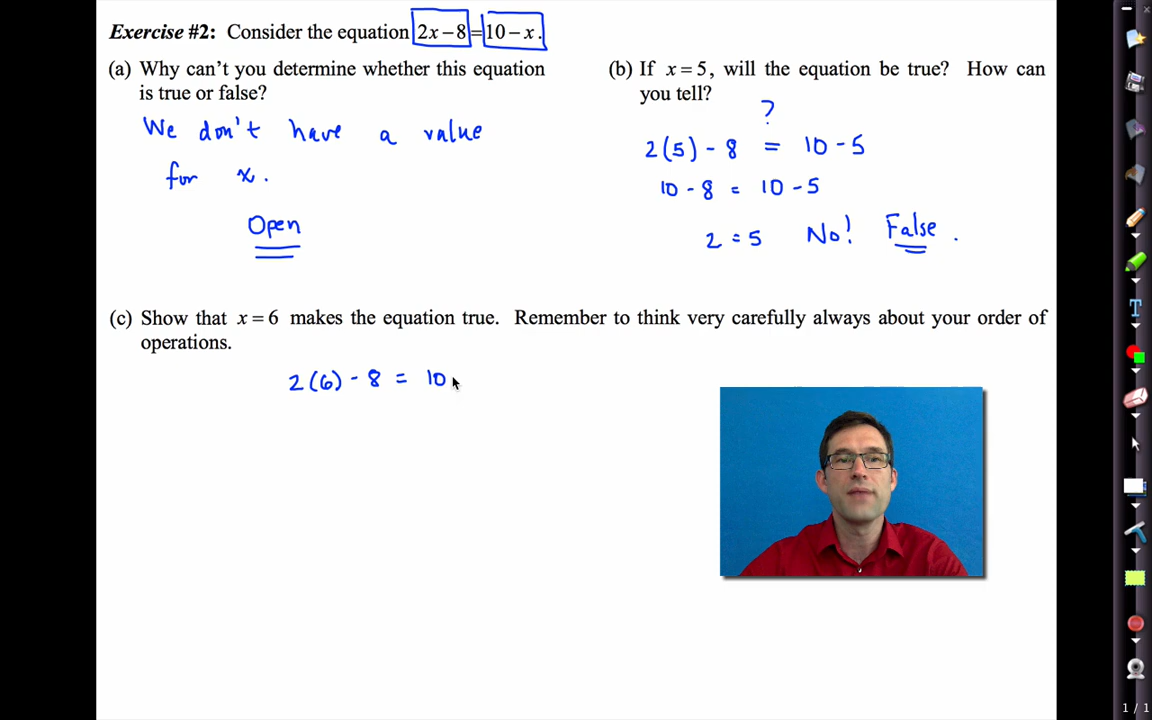 Exercise #2: Consider the equation 2x−8=10−x.
(a) Why can't you determine whether this equation
is true or false?
We don't have a value
for x.
Open
(b) If x=5, will the equation be true? How can
you tell?
?
2(5) - 8 = 10 - 5
10 - 8 = 10 - 5
2 = 5 No! False.
(c) Show that x=6 makes the equation true. Remember to think very carefully always about your order of
operations.
2(6) - 8 = 10
T
1 / 1